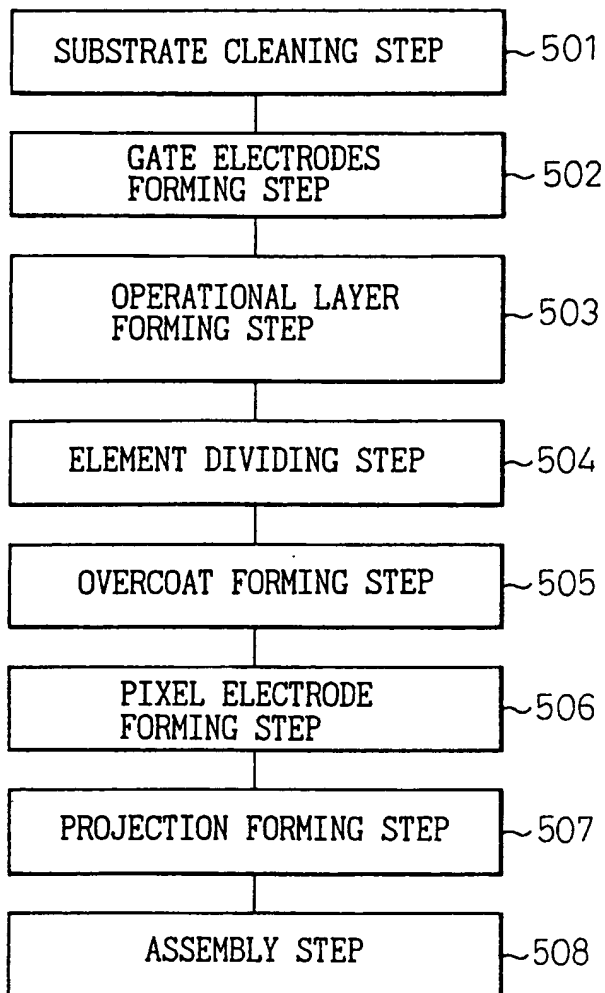 SUBSTRATE CLEANING STEP 501
GATE ELECTRODES
FORMING STEP 502
OPERATIONAL LAYER
FORMING STEP 503
ELEMENT DIVIDING STEP 504
OVERCOAT FORMING STEP 505
PIXEL ELECTRODE
FORMING STEP 506
PROJECTION FORMING STEP 507
ASSEMBLY STEP 508